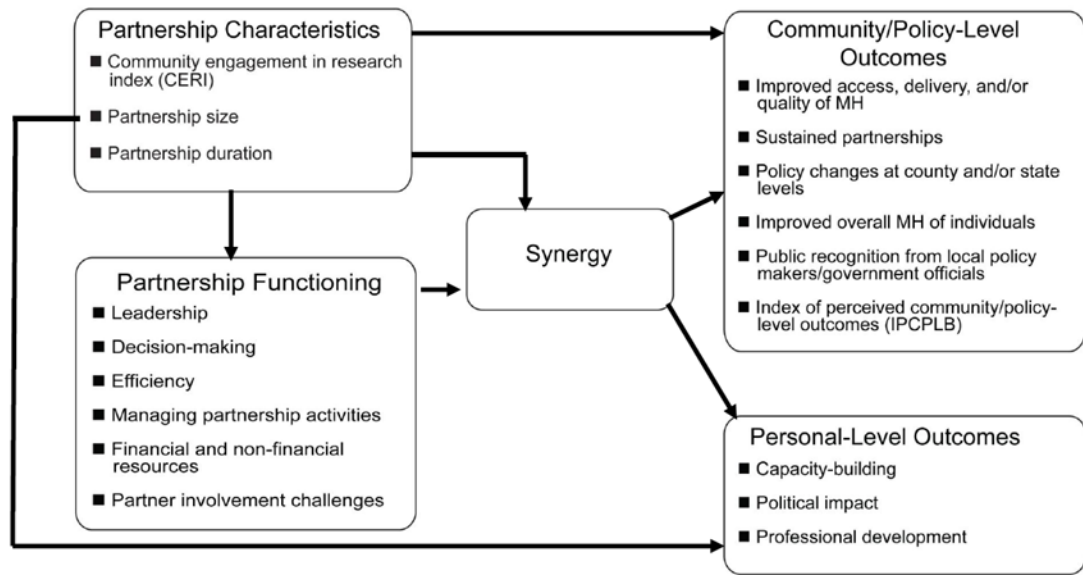 Partnership Characteristics
■ Community engagement in research
index (CERI)
■ Partnership size
■ Partnership duration
Partnership Functioning
■ Leadership
■ Decision-making
■ Efficiency
■ Managing partnership activities
■ Financial and non-financial
resources
■ Partner involvement challenges
Synergy
Community/Policy-Level
Outcomes
■ Improved access, delivery, and/or
quality of MH
■ Sustained partnerships
■ Policy changes at county and/or state
levels
■ Improved overall MH of individuals
■ Public recognition from local policy
makers/government officials
■ Index of perceived community/policy-
level outcomes (IPCPLB)
Personal-Level Outcomes
■ Capacity-building
■ Political impact
■ Professional development